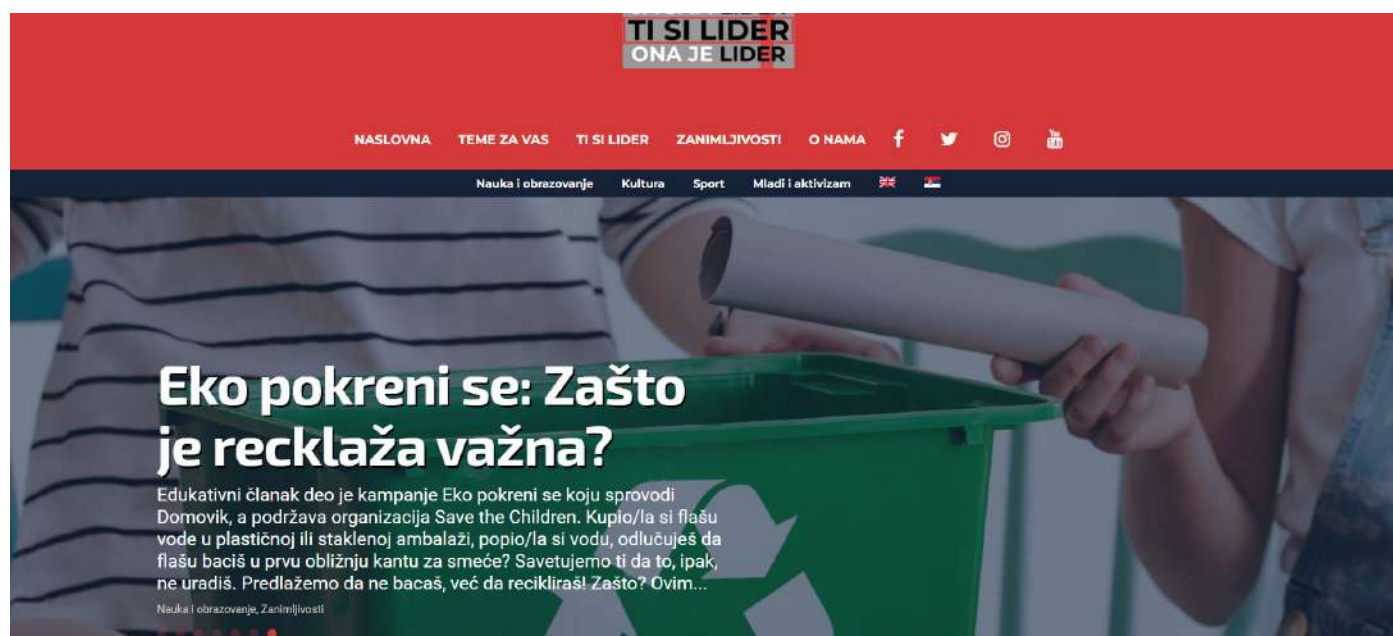 TI SI LIDER
ONA JE LIDER
NASLOVNA TEME ZA VAS TI SI LIDER ZANIMLJIVOSTI O NAMA
Nauka i obrazovanje Kultura Sport Mladi i aktivizam
Eko pokreni se: Zašto
je recklaža važna?
Edukativni članak deo je kampanje Eko pokreni se koju sprovodi
Domovik, a podržava organizacija Save the Children. Kupio/la si flašu
vode u plastičnoj ili staklenoj ambalaži, popio/la si vodu, odlučuješ da
flašu baciš u prvu obližnju kantu za smeće? Savetujemo ti da to, ipak,
ne uradiš. Predlažemo da ne bacaš, već da recikliraš! Zašto? Ovim...
Nauka i obrazovanje, Zanimljivosti